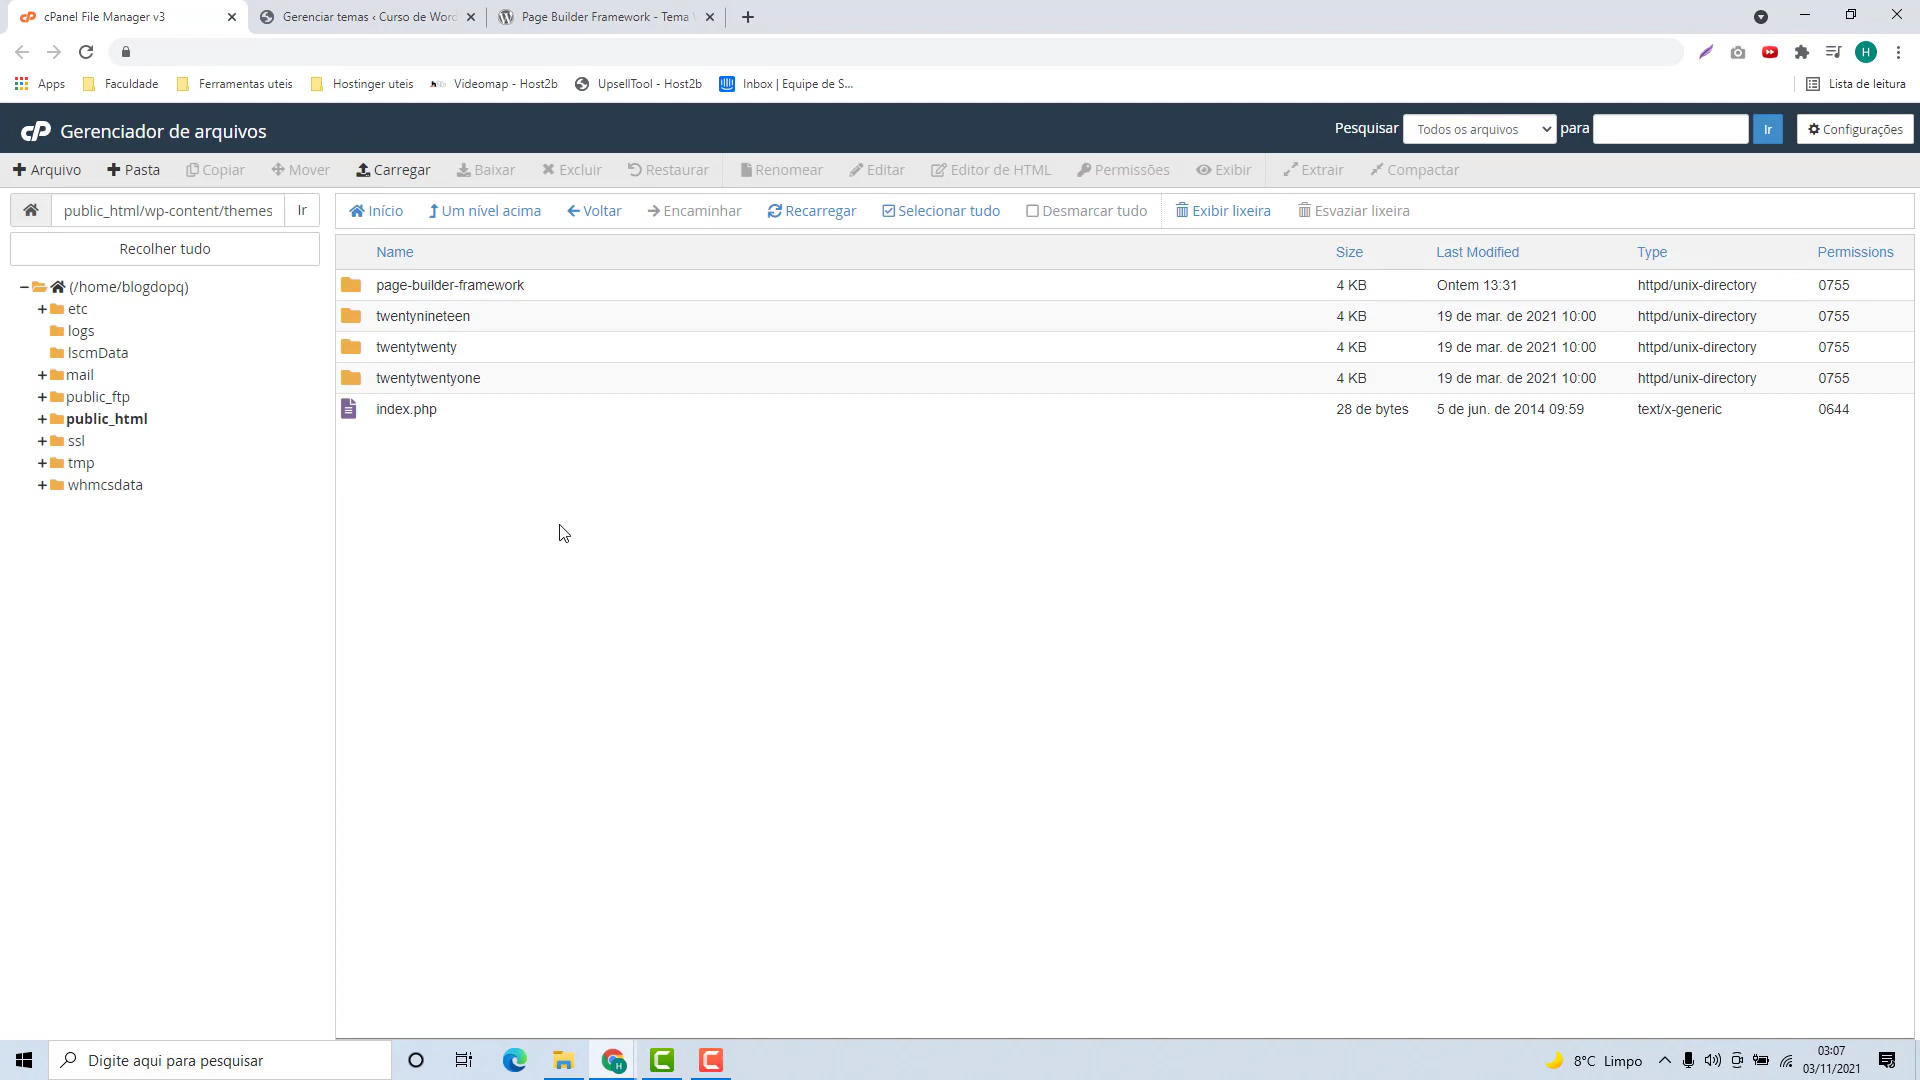 cPanel File Manager v3
Gerenciar temas ‹ Curso de Word
Page Builder Framework - Tema
H
Apps
Faculdade
Ferramentas uteis
Hostinger uteis
Videomap - Host2b
UpsellTool - Host2b
Inbox | Equipe de S...
Lista de leitura
cP Gerenciador de arquivos
Pesquisar Todos os arquivos para Ir Configurações
Arquivo Pasta Copiar Mover Carregar Baixar Excluir Restaurar Renomear Editar Editor de HTML Permissões Exibir Extrair Compactar
public_html/wp-content/themes Ir
Início Um nível acima Voltar Encaminhar Recarregar Selecionar tudo Desmarcar tudo Exibir lixeira Esvaziar lixeira
Recolher tudo
(/home/blogdopq)
etc
logs
lscmData
mail
public_ftp
public_html
ssl
tmp
whmcsdata
Name Size Last Modified Type Permissions
page-builder-framework 4 KB Ontem 13:31 httpd/unix-directory 0755
twentynineteen 4 KB 19 de mar. de 2021 10:00 httpd/unix-directory 0755
twentytwenty 4 KB 19 de mar. de 2021 10:00 httpd/unix-directory 0755
twentytwentyone 4 KB 19 de mar. de 2021 10:00 httpd/unix-directory 0755
index.php 28 de bytes 5 de jun. de 2014 09:59 text/x-generic 0644
Digite aqui para pesquisar
8°C Limpo
03:07
03/11/2021